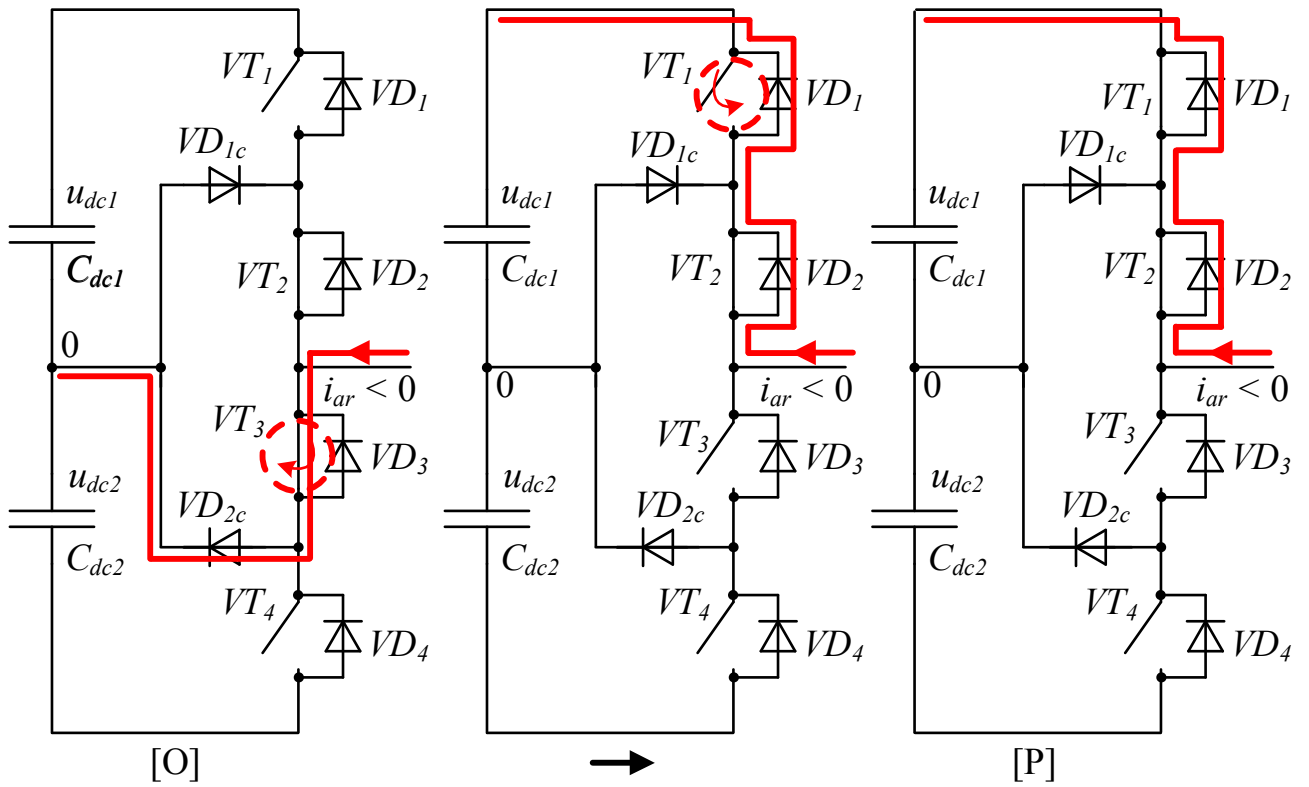 VT1
VD1
VD1c
udc1
Cdc1
VT2
VD2
0
iar < 0
VT3
VD3
udc2
VD2c
Cdc2
VT4
VD4
[O]
VT1
VD1
VD1c
udc1
Cdc1
VT2
VD2
0
iar < 0
VT3
VD3
udc2
VD2c
Cdc2
VT4
VD4
VD1
VT1
VD1c
udc1
Cdc1
VT2
VD2
0
iar < 0
VT3
VD3
udc2
VD2c
Cdc2
VT4
VD4
[P]